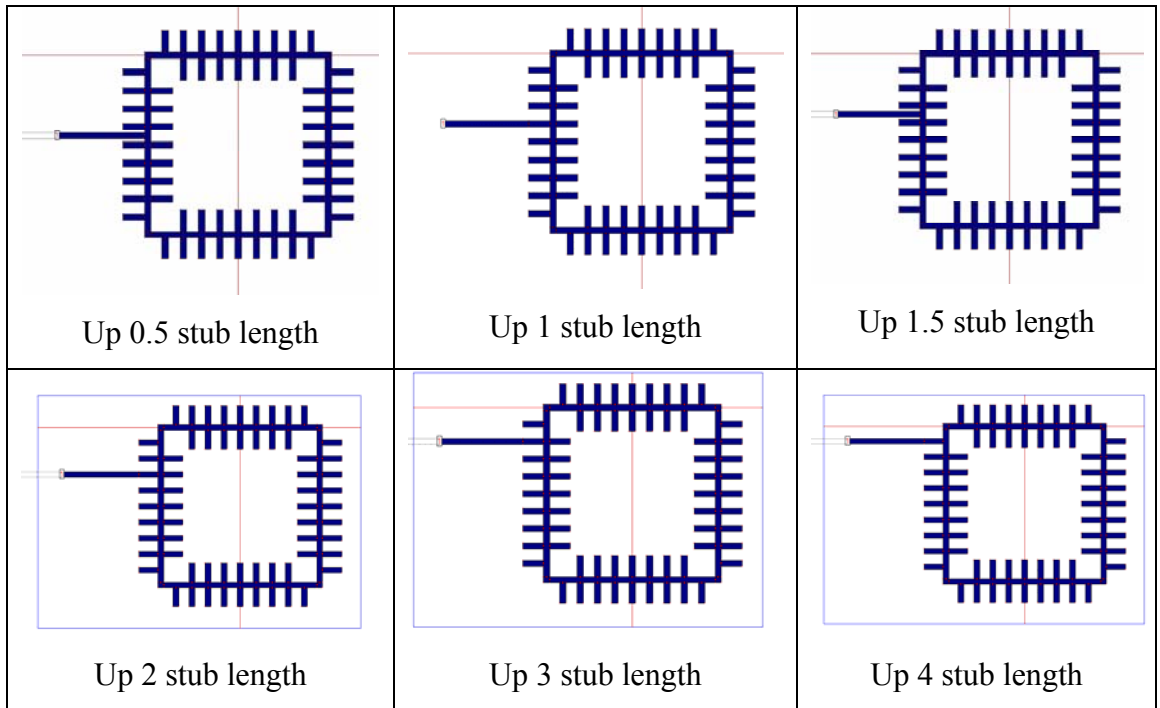 Up 0.5 stub length
Up 1 stub length
Up 1.5 stub length
Up 2 stub length
Up 3 stub length
Up 4 stub length